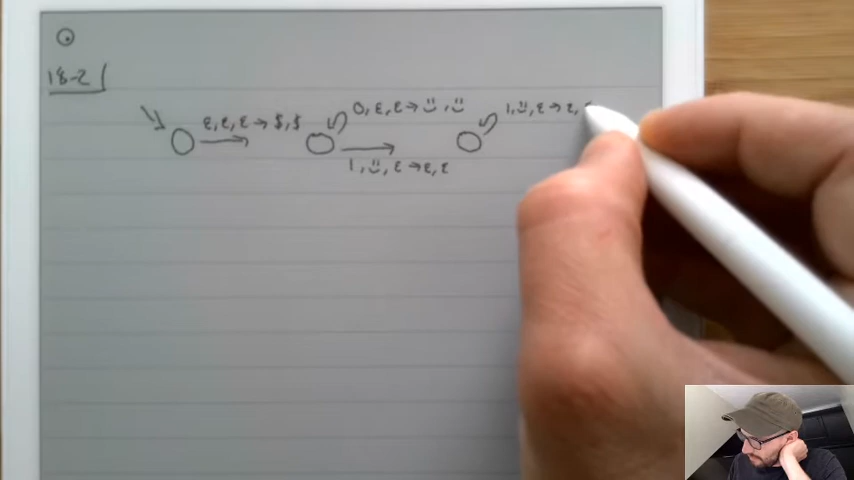 18-2
ε, ε, ε → $, $
0, ε, ε → ¨⌣, ¨⌣
1, ¨⌣, ε → ε, ε
1, ¨⌣, ε → ε,